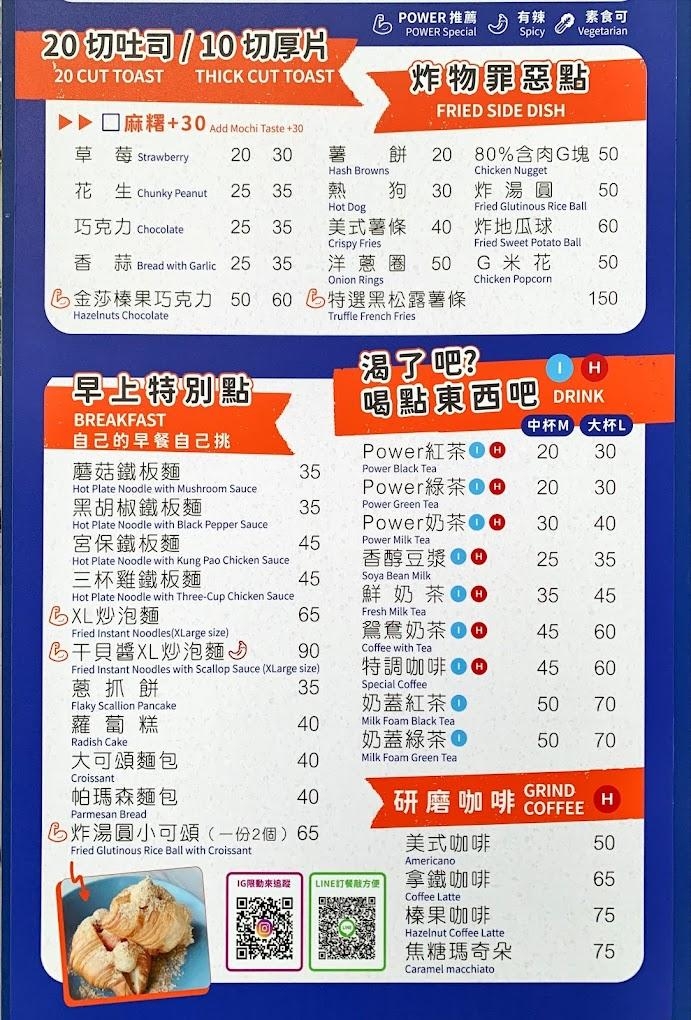 POWER 推薦
POWER Special
有辣
Spicy
素食可
Vegetarian
20 切吐司 / 10 切厚片
20 CUT TOAST THICK CUT TOAST
麻糬+30 Add Mochi Taste +30
草莓 Strawberry 20 30
花生 Chunky Peanut 25 35
巧克力 Chocolate 25 35
香蒜 Bread with Garlic 25 35
金莎榛果巧克力 50 60
Hazelnuts Chocolate
炸物罪惡點
FRIED SIDE DISH
薯餅 20
Hash Browns
熱狗 30
Hot Dog
美式薯條 40
Crispy Fries
洋蔥圈 50
Onion Rings
80%含肉G塊 50
Chicken Nugget
炸湯圓 50
Fried Glutinous Rice Ball
炸地瓜球 60
Fried Sweet Potato Ball
G米花 50
Chicken Popcorn
特選黑松露薯條 150
Truffle French Fries
早上特別點
BREAKFAST
自己的早餐自己挑
蘑菇鐵板麵 35
Hot Plate Noodle with Mushroom Sauce
黑胡椒鐵板麵 35
Hot Plate Noodle with Black Pepper Sauce
宮保鐵板麵 45
Hot Plate Noodle with Kung Pao Chicken Sauce
三杯雞鐵板麵 45
Hot Plate Noodle with Three-Cup Chicken Sauce
XL炒泡麵 65
Fried Instant Noodles(XLarge size)
干貝醬XL炒泡麵 90
Fried Instant Noodles with Scallop Sauce (XLarge size)
蔥抓餅 35
Flaky Scallion Pancake
蘿蔔糕 40
Radish Cake
大可頌麵包 40
Croissant
帕瑪森麵包 40
Parmesan Bread
炸湯圓小可頌（一份2個）65
Fried Glutinous Rice Ball with Croissant
IG限動來追蹤
LINE訂餐敲方便
LINE
渴了吧?
喝點東西吧 I H
DRINK
中杯M 大杯L
Power紅茶 I H 20 30
Power Black Tea
Power綠茶 I H 20 30
Power Green Tea
Power奶茶 I H 30 40
Power Milk Tea
香醇豆漿 I H 25 35
Soya Bean Milk
鮮奶茶 I H 35 45
Fresh Milk Tea
鴛鴦奶茶 I H 45 60
Coffee with Tea
特調咖啡 I H 45 60
Special Coffee
奶蓋紅茶 I 50 70
Milk Foam Black Tea
奶蓋綠茶 I 50 70
Milk Foam Green Tea
研磨咖啡 GRIND COFFEE H
美式咖啡 50
Americano
拿鐵咖啡 65
Coffee Latte
榛果咖啡 75
Hazelnut Coffee Latte
焦糖瑪奇朵 75
Caramel macchiato